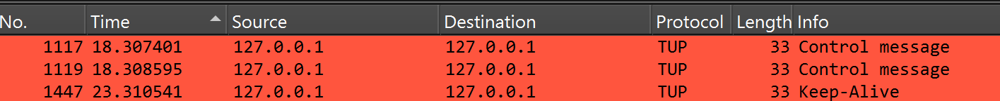 No. Time Source Destination Protocol Length Info
1117 18.307401 127.0.0.1 127.0.0.1 TUP 33 Control message
1119 18.308595 127.0.0.1 127.0.0.1 TUP 33 Control message
1447 23.310541 127.0.0.1 127.0.0.1 TUP 33 Keep-Alive